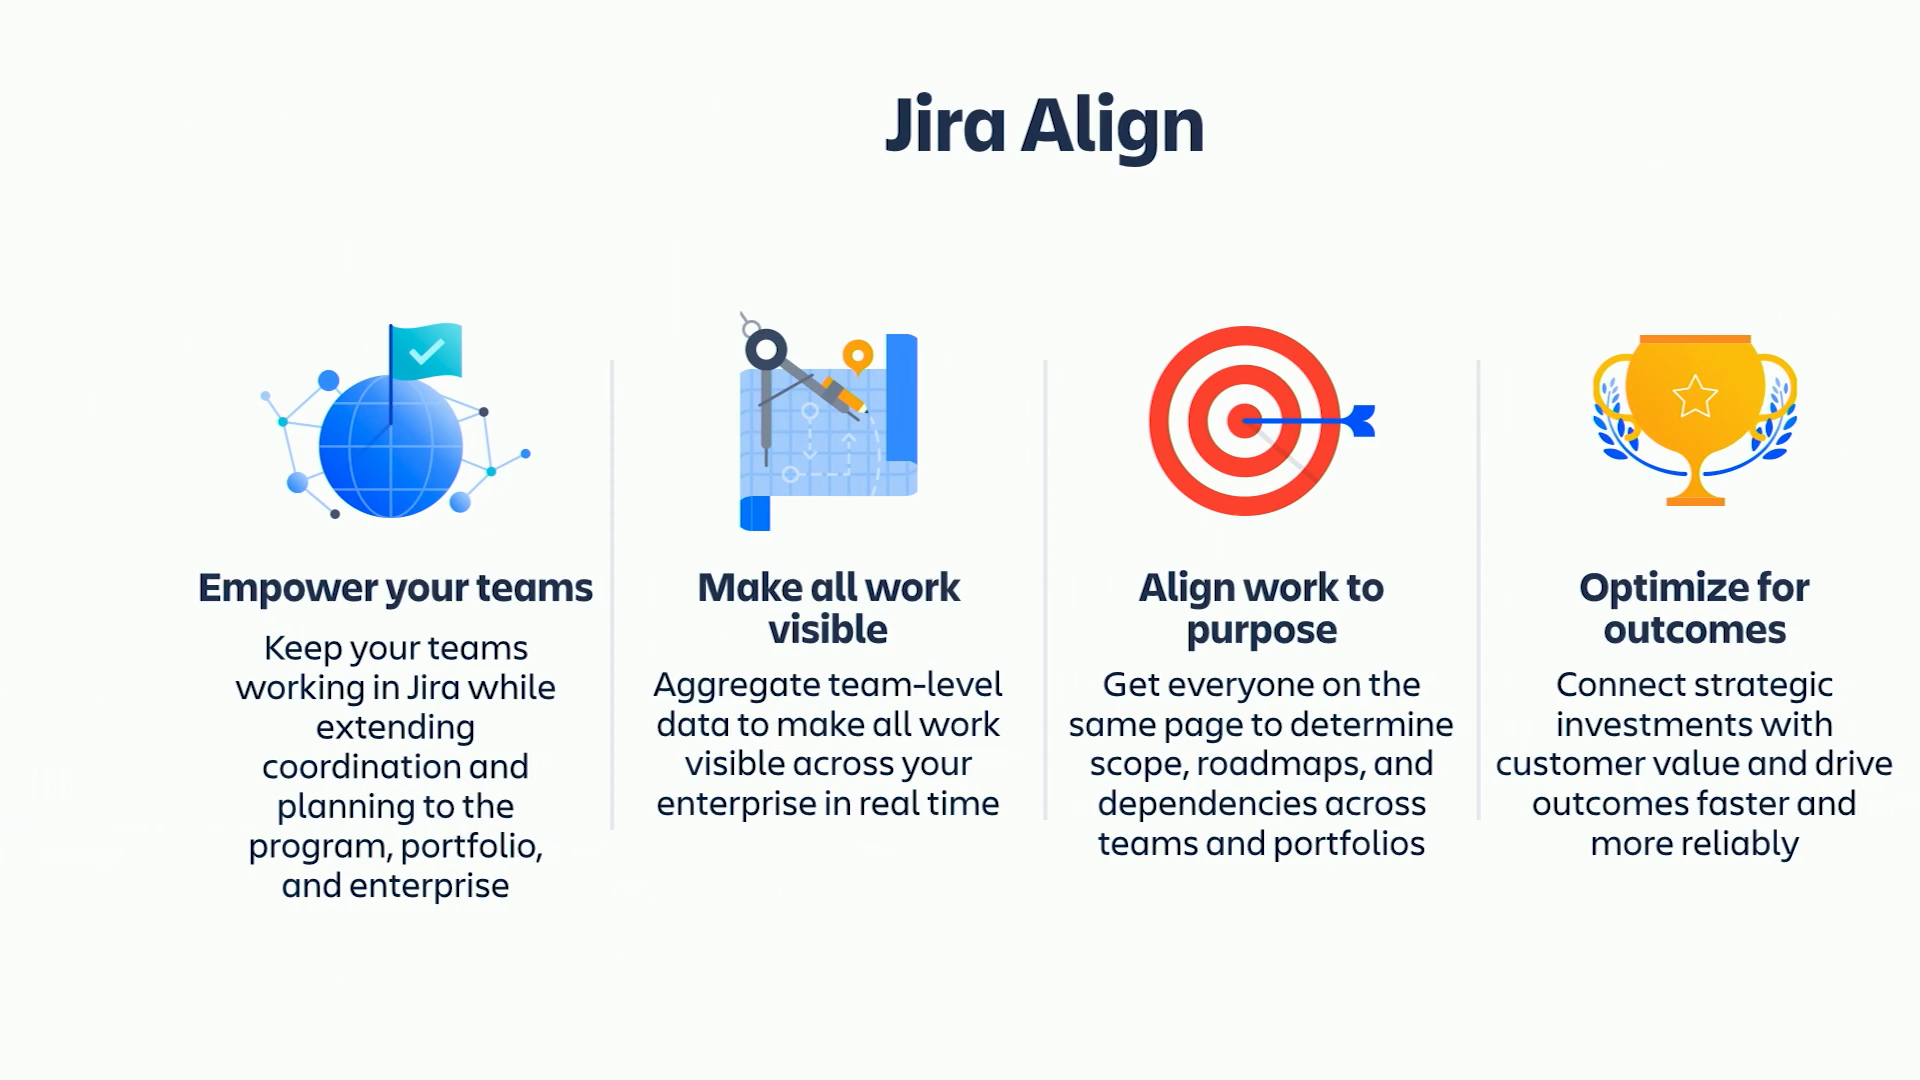 Jira Align
Empower your teams
Keep your teams
working in Jira while
extending
coordination and
planning to the
program, portfolio,
and enterprise
Make all work
visible
Aggregate team-level
data to make all work
visible across your
enterprise in real time
Align work to
purpose
Get everyone on the
same page to determine
scope, roadmaps, and
dependencies across
teams and portfolios
Optimize for
outcomes
Connect strategic
investments with
customer value and drive
outcomes faster and
more reliably